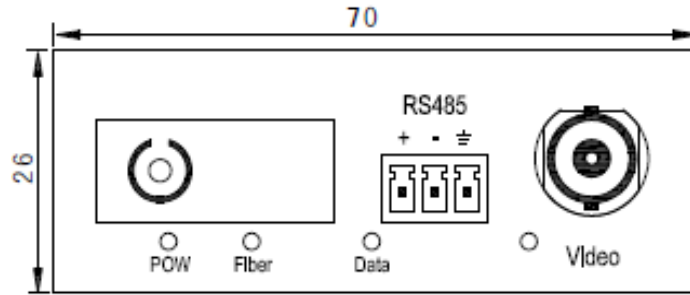 70
26
RS485
+ - ⏚
POW Fiber Data Video